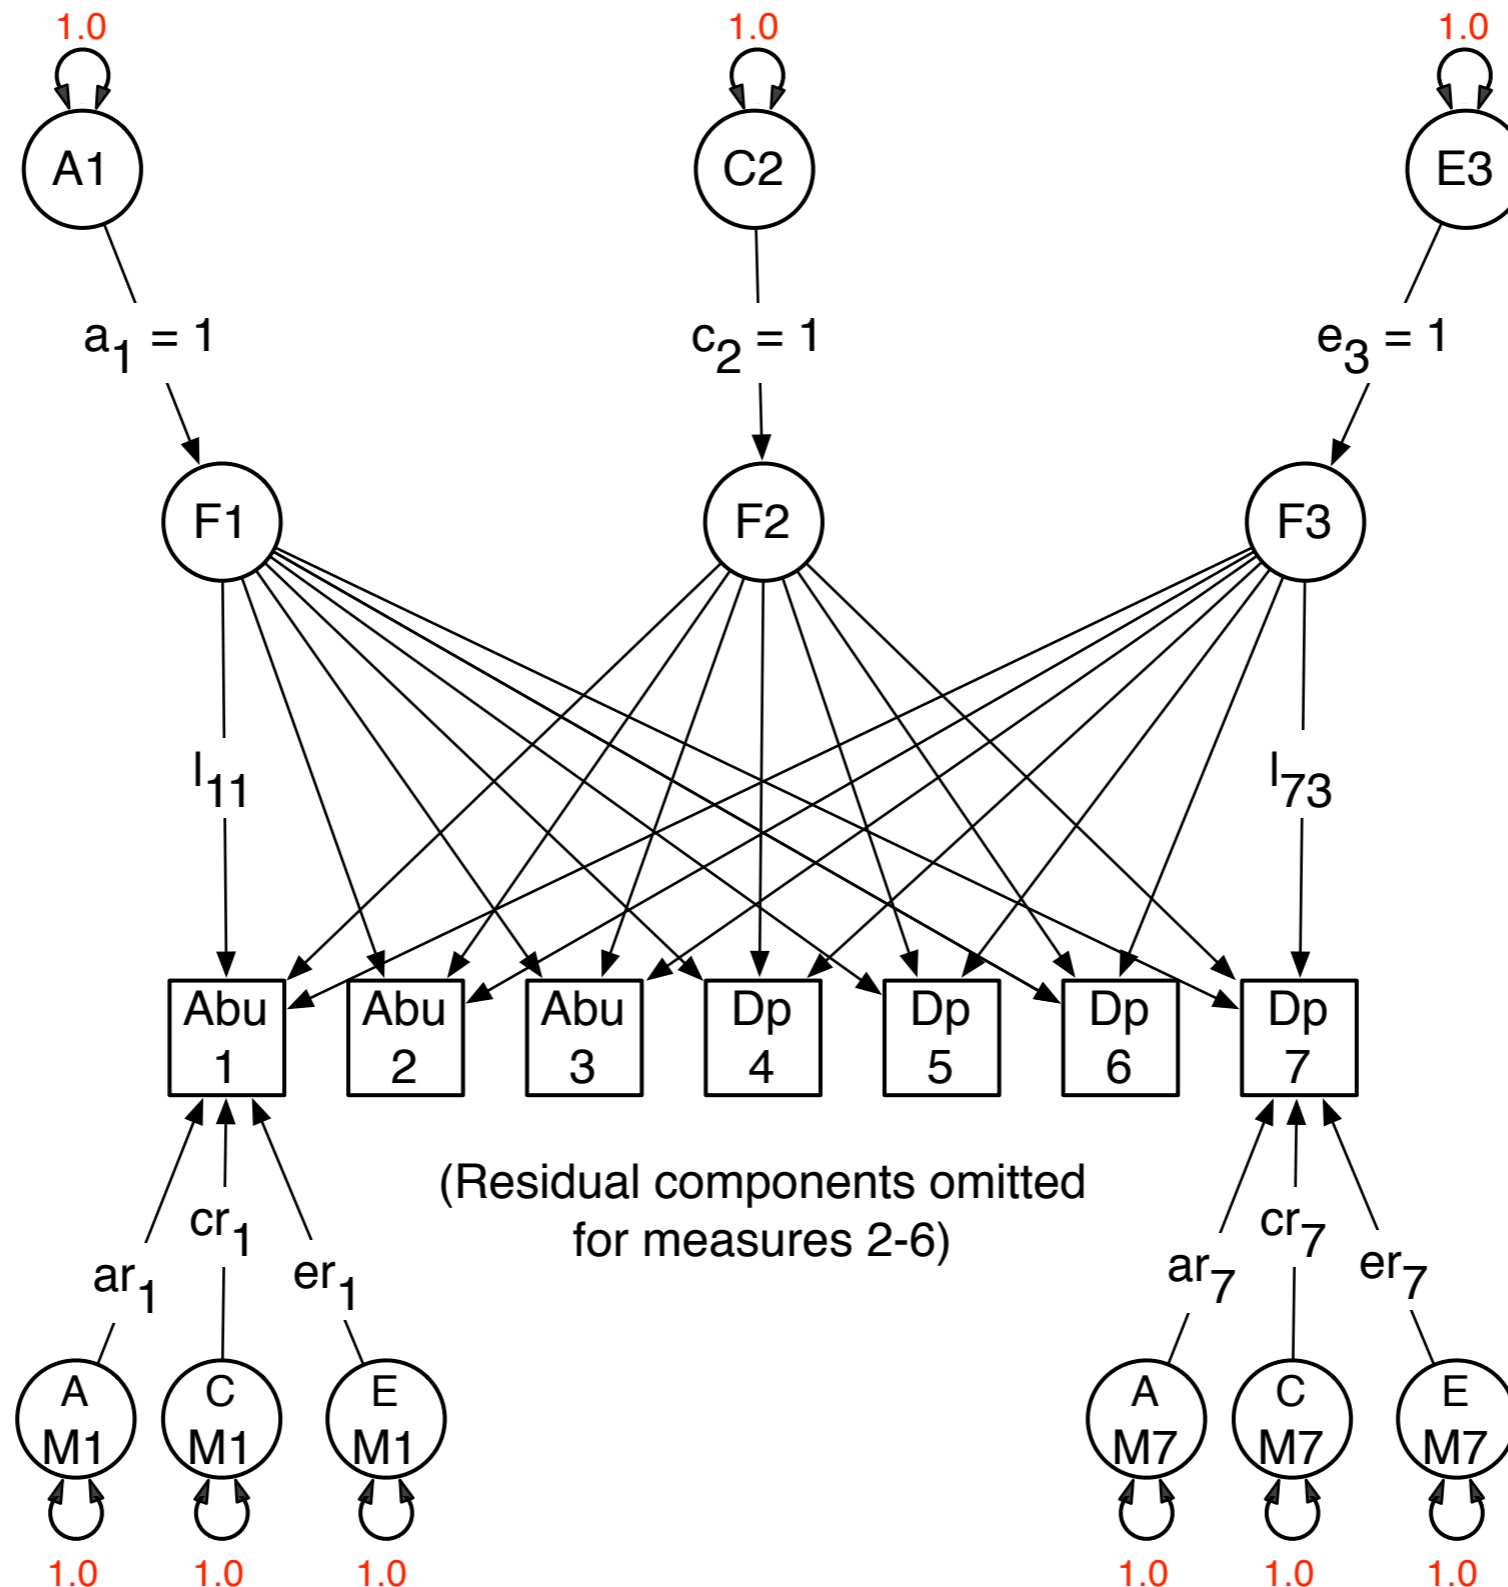 1.0 1.0 1.0
A1 C2 E3
a1 = 1 c2 = 1 e3 = 1
F1 F2 F3
l11 l73
Abu Abu Abu Dp Dp Dp Dp
1 2 3 4 5 6 7
(Residual components omitted
for measures 2-6)
cr1 cr7
ar1 er1 ar7 er7
A C E A C E
M1 M1 M1 M7 M7 M7
1.0 1.0 1.0 1.0 1.0 1.0